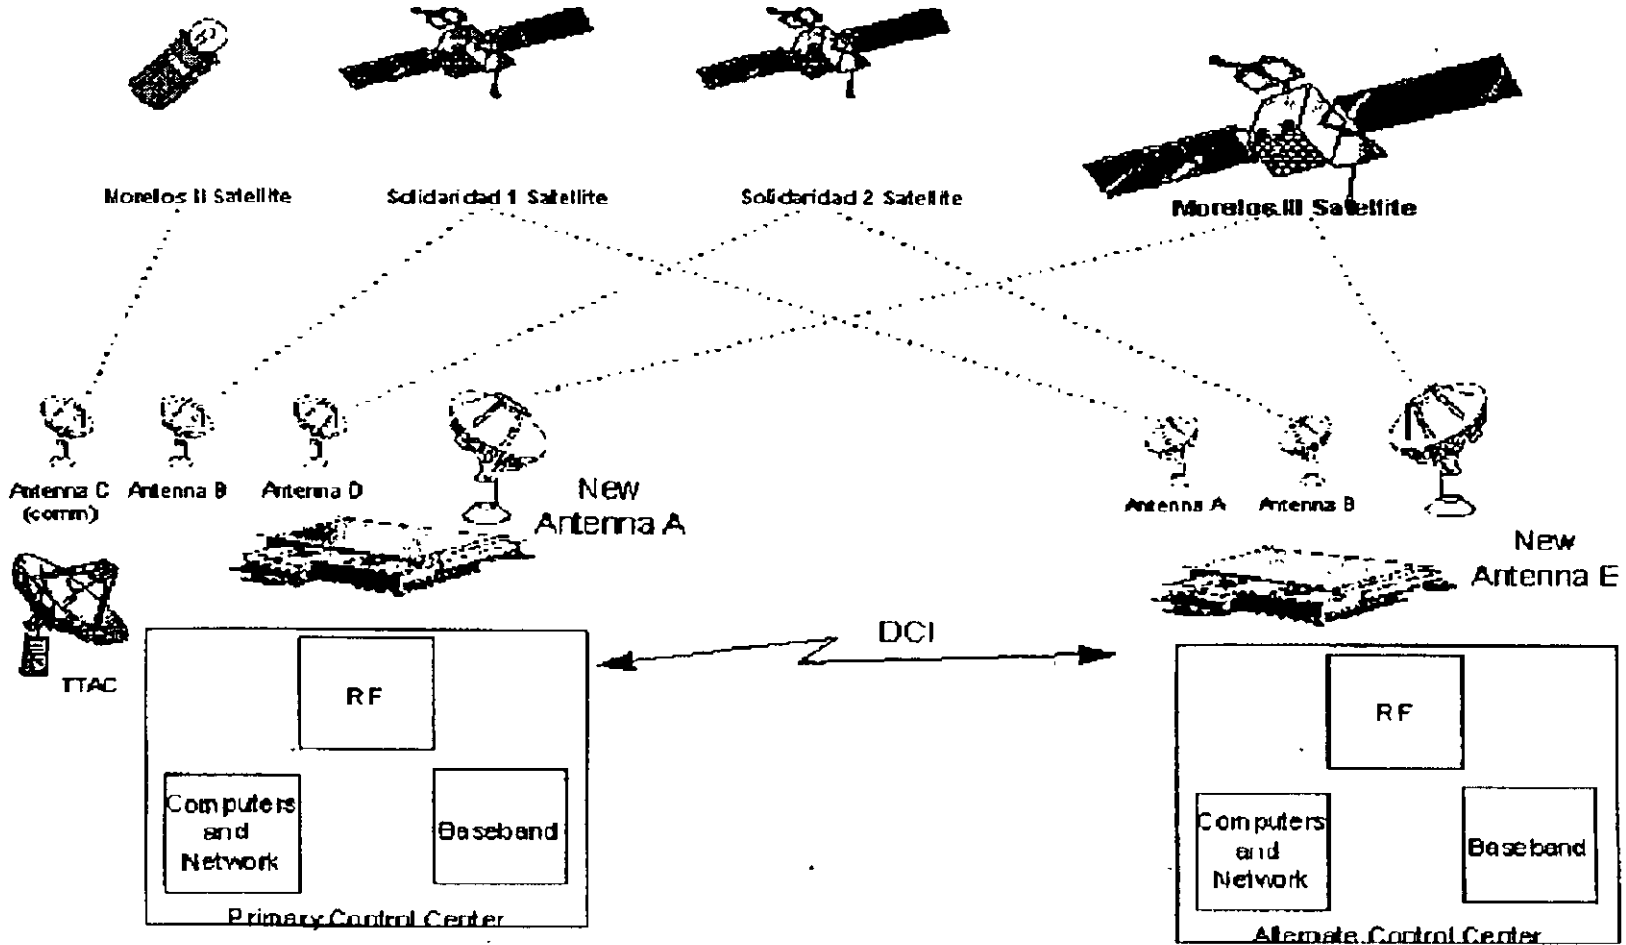 Morelos II Satellite
Solidaridad 1 Satellite
Solidaridad 2 Satellite
Morelos III Satellite
Antenna C
(comm)
Antenna B
Antenna D
New
Antenna A
Antenna A
Antenna B
New
Antenna E
TTAC
DCI
RF
Computers
and
Network
Baseband
Primary Control Center
RF
Computers
and
Network
Baseband
Alternate Control Center